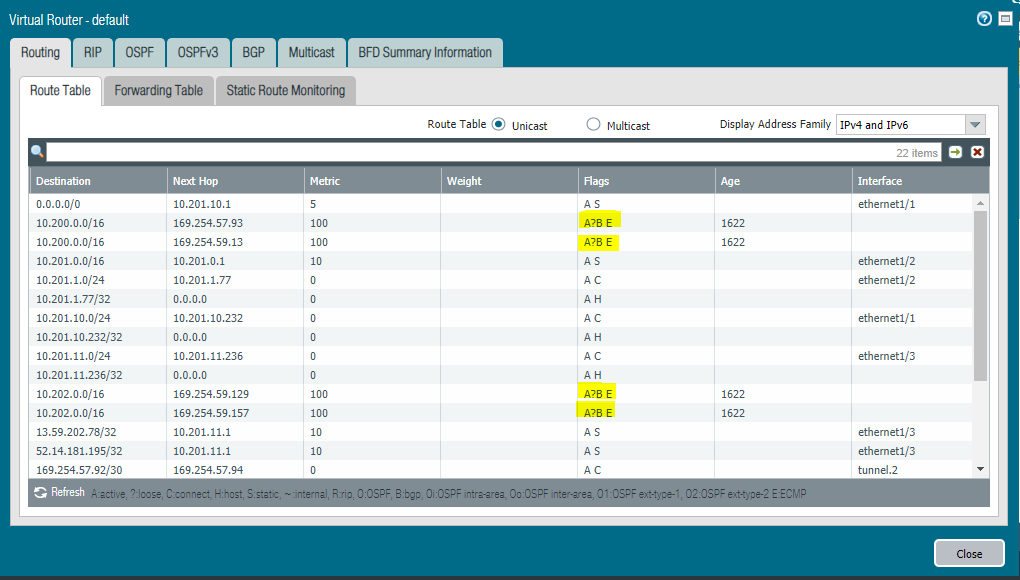 Virtual Router - default
Routing RIP OSPF OSPFv3 BGP Multicast BFD Summary Information
Route Table Forwarding Table Static Route Monitoring
Route Table Unicast Multicast Display Address Family IPv4 and IPv6
22 items
Destination Next Hop Metric Weight Flags Age Interface
0.0.0.0/0 10.201.10.1 5 A S ethernet1/1
10.200.0.0/16 169.254.57.93 100 A?B E 1622
10.200.0.0/16 169.254.59.13 100 A?B E 1622
10.201.0.0/16 10.201.0.1 10 A S ethernet1/2
10.201.1.0/24 10.201.1.77 0 A C ethernet1/2
10.201.1.77/32 0.0.0.0 0 A H
10.201.10.0/24 10.201.10.232 0 A C ethernet1/1
10.201.10.232/32 0.0.0.0 0 A H
10.201.11.0/24 10.201.11.236 0 A C ethernet1/3
10.201.11.236/32 0.0.0.0 0 A H
10.202.0.0/16 169.254.59.129 100 A?B E 1622
10.202.0.0/16 169.254.59.157 100 A?B E 1622
13.59.202.78/32 10.201.11.1 10 A S ethernet1/3
52.14.181.195/32 10.201.11.1 10 A S ethernet1/3
169.254.57.92/30 169.254.57.94 0 A C tunnel.2
Refresh A:active, ?:loose, C:connect, H:host, S:static, ~:internal, R:rip, O:OSPF, B:bgp, Oi:OSPF intra-area, Oo:OSPF inter-area, O1:OSPF ext-type-1, O2:OSPF ext-type-2 E:ECMP
Close